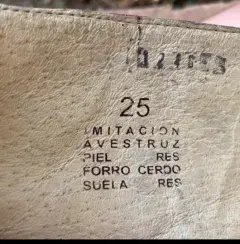 25
IMITACION
AVESTRUZ
PIEL RES
FORRO CERDO
SUELA RES